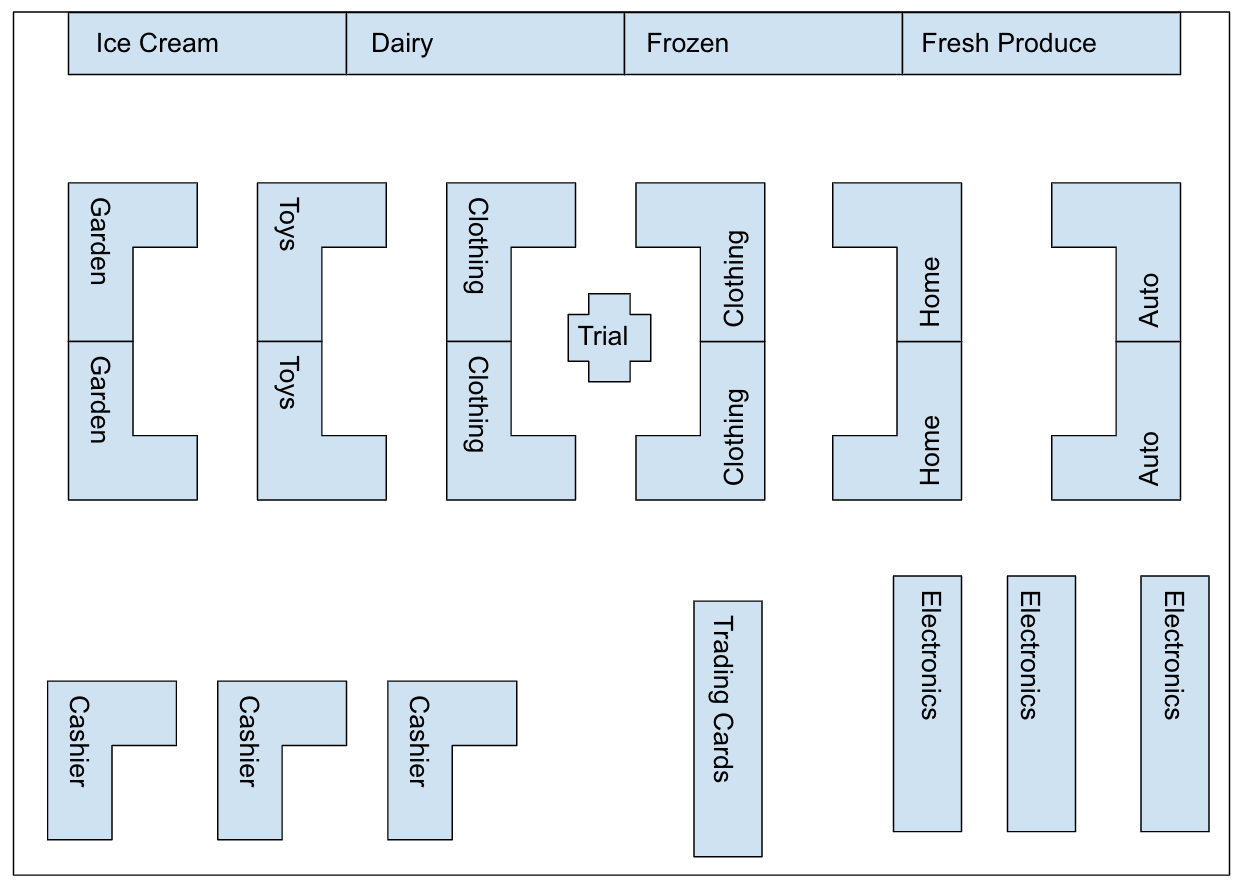 Ice Cream
Dairy
Frozen
Fresh Produce
Garden
Toys
Clothing
Clothing
Home
Auto
Trial
Garden
Toys
Clothing
Clothing
Home
Auto
Trading Cards
Electronics
Electronics
Electronics
Cashier
Cashier
Cashier